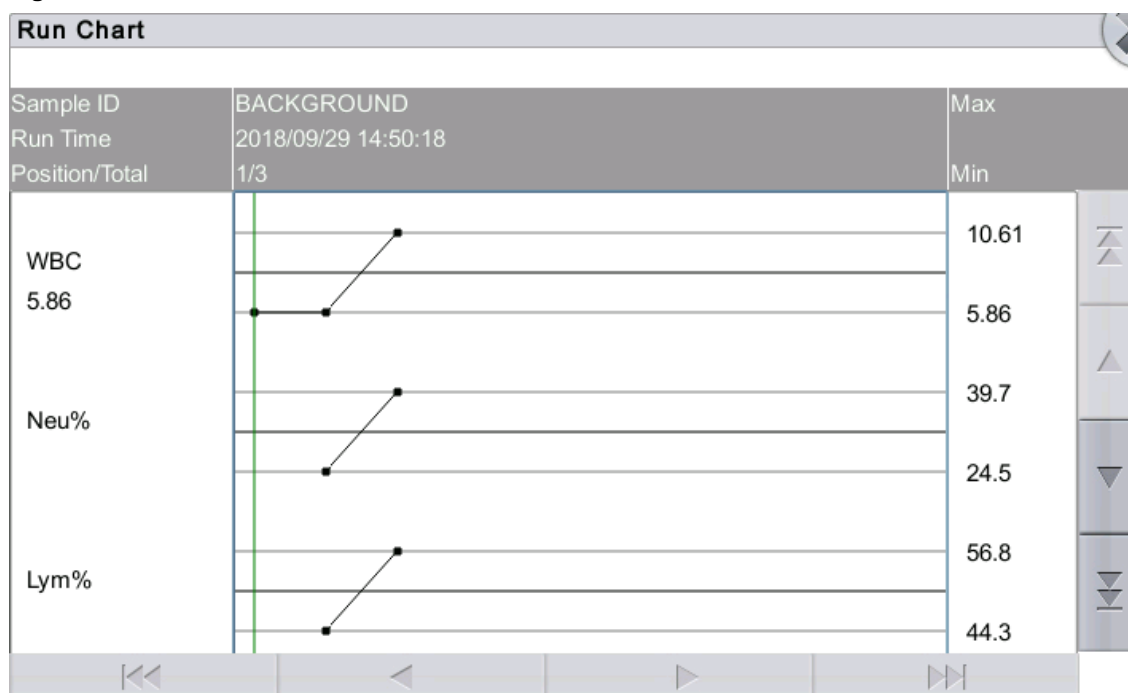 Run Chart
Sample ID BACKGROUND Max
Run Time 2018/09/29 14:50:18
Position/Total 1/3 Min
10.61
WBC
5.86
5.86
39.7
Neu%
24.5
56.8
Lym%
44.3